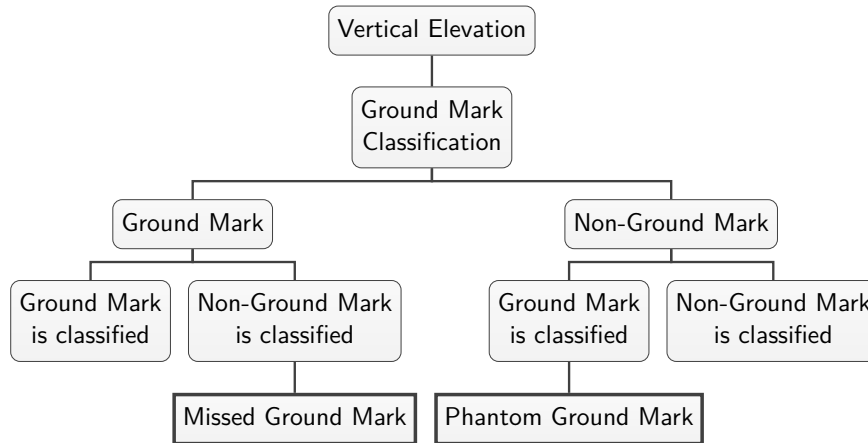 Vertical Elevation
Ground Mark
Classification
Ground Mark
Non-Ground Mark
Ground Mark
is classified
Non-Ground Mark
is classified
Ground Mark
is classified
Non-Ground Mark
is classified
Missed Ground Mark
Phantom Ground Mark